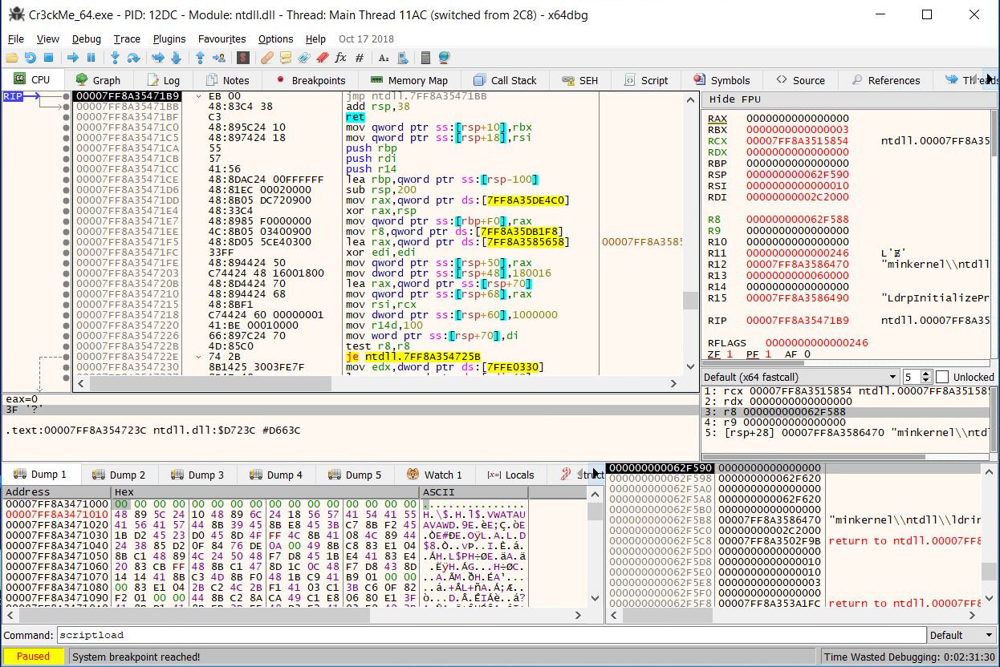 Cr3ckMe_64.exe - PID: 12DC - Module: ntdll.dll - Thread: Main Thread 11AC (switched from 2C8) - x64dbg
File View Debug Trace Plugins Favourites Options Help Oct 17 2018
CPU Graph Log Notes Breakpoints Memory Map Call Stack SEH Script Symbols Source References
RIP 00007FF8A35471B9 EB 00 jmp ntdll.7FF8A35471BB
00007FF8A35471BB 48:83C4 38 add rsp,38
00007FF8A35471BF C3 ret
00007FF8A35471C0 48:895C24 10 mov qword ptr ss:[rsp+10],rbx
00007FF8A35471C5 48:897424 18 mov qword ptr ss:[rsp+18],rsi
00007FF8A35471CA 55 push rbp
00007FF8A35471CB 57 push rdi
00007FF8A35471CC 41:56 push r14
00007FF8A35471CE 48:8DAC24 00FFFFFF lea rbp,qword ptr ss:[rsp-100]
00007FF8A35471D6 48:81EC 00020000 sub rsp,200
00007FF8A35471DD 48:8B05 DC720900 mov rax,qword ptr ds:[7FF8A35DE4C0]
00007FF8A35471E4 48:33C4 xor rax,rsp
00007FF8A35471E7 48:8985 F0000000 mov qword ptr ss:[rbp+F0],rax
00007FF8A35471EE 4C:8B05 03400900 mov r8,qword ptr ds:[7FF8A35DB1F8]
00007FF8A35471F5 48:8D05 5CE40300 lea rax,qword ptr ds:[7FF8A3585658] 00007FF8A3585
00007FF8A35471FC 33FF xor edi,edi
00007FF8A35471FE 48:894424 50 mov qword ptr ss:[rsp+50],rax
00007FF8A3547203 C74424 48 16001800 mov dword ptr ss:[rsp+48],180016
00007FF8A354720B 48:8D4424 70 lea rax,qword ptr ss:[rsp+70]
00007FF8A3547210 48:894424 68 mov qword ptr ss:[rsp+68],rax
00007FF8A3547215 48:8BF1 mov rsi,rcx
00007FF8A3547218 C74424 60 00000001 mov dword ptr ss:[rsp+60],1000000
00007FF8A3547220 41:BE 00010000 mov r14d,100
00007FF8A3547226 66:897C24 70 mov word ptr ss:[rsp+70],di
00007FF8A354722B 4D:85C0 test r8,r8
00007FF8A354722E 74 2B je ntdll.7FF8A354725B
00007FF8A3547230 8B1425 3003FE7F mov edx,dword ptr ds:[7FFE0330]
Hide FPU
RAX 0000000000000000
RBX 0000000000000003
RCX 00007FF8A3515854 ntdll.00007FF8A35
RDX 0000000000000000
RBP 0000000000000000
RSP 000000000062F590
RSI 0000000000000010
RDI 00000000002C2000
R8 000000000062F588
R9 0000000000000000
R10 0000000000000000
R11 0000000000000246
R12 00007FF8A3586470 "minkernel\\ntdll
R13 0000000000060000
R14 0000000000000000
R15 00007FF8A3586490 "LdrpInitializePr
RIP 00007FF8A35471B9 ntdll.00007FF8A35
RFLAGS 0000000000000246
ZF 1 PF 1 AF 0
Default (x64 fastcall) 5 Unlocked
1: rcx 00007FF8A3515854 ntdll.00007FF8A351585
2: rdx 0000000000000000
3: r8 000000000062F588
4: r9 0000000000000000
5: [rsp+28] 00007FF8A3586470 "minkernel\\ntd
eax=0
3F '?'
.text:00007FF8A354723C ntdll.dll:$D723C #D663C
Dump 1 Dump 2 Dump 3 Dump 4 Dump 5 Watch 1 Locals Struct
Address Hex ASCII
00007FF8A3471000 00 00 00 00 00 00 00 00 00 00 00 00 00 00 00 00 ................
00007FF8A3471010 48 89 5C 24 10 48 89 6C 24 18 56 57 41 54 41 55 H.\$.H.l$.VWATAU
00007FF8A3471020 41 56 41 57 44 8B 39 45 8B E8 45 3B C7 8B F2 45 AVAWD.9E.èE;Ç.òE
00007FF8A3471030 1B D2 45 23 D0 45 8D 4F FF 4C 8B 41 08 4C 89 44 .ÒE#ÐE.OÿL.A.L.D
00007FF8A3471040 24 38 85 D2 0F 84 76 DE 0A 00 49 8B C8 83 E1 04
00007FF8A3471050 8B C1 48 89 4C 24 50 48 F7 D8 45 1B E4 41 83 E4 .ÁH.L$PH÷ØE.äA.ä
00007FF8A3471060 20 83 CB FF 48 8B C1 47 8D 1C 0C 48 F7 D8 43 8D
00007FF8A3471070 14 14 41 8B C3 4D 8B F0 48 1B C9 41 B9 01 00 00
00007FF8A3471080 00 83 E1 04 2B C2 4C 2B F1 41 03 C1 3B C6 0F 82 ..á.+ÂL+ñA.Á;Æ..
00007FF8A3471090 F2 01 00 00 44 8B C2 8A CA 49 C1 E8 06 80 E1 3F ò...D.Â.ÊIÁè..á?
000000000062F590 0000000000000000
000000000062F598 000000000062F620
000000000062F5A0 0000000000000000
000000000062F5A8 000000000062F620
000000000062F5B0 0000000000000000
000000000062F5B8 00007FF8A3586470 "minkernel\\ntdll\\ldrin
000000000062F5C0 00000000002C2000
000000000062F5C8 00007FF8A3502F9B return to ntdll.00007FF8
000000000062F5D0 0000000000000000
000000000062F5D8 0000000000000010
000000000062F5E0 0000000000000010
000000000062F5E8 0000000000000003
000000000062F5F0 0000000000000000
000000000062F5F8 00007FF8A353A1FC return to ntdll.00007FF8
Command: scriptload Default
Paused System breakpoint reached! Time Wasted Debugging: 0:02:31:30